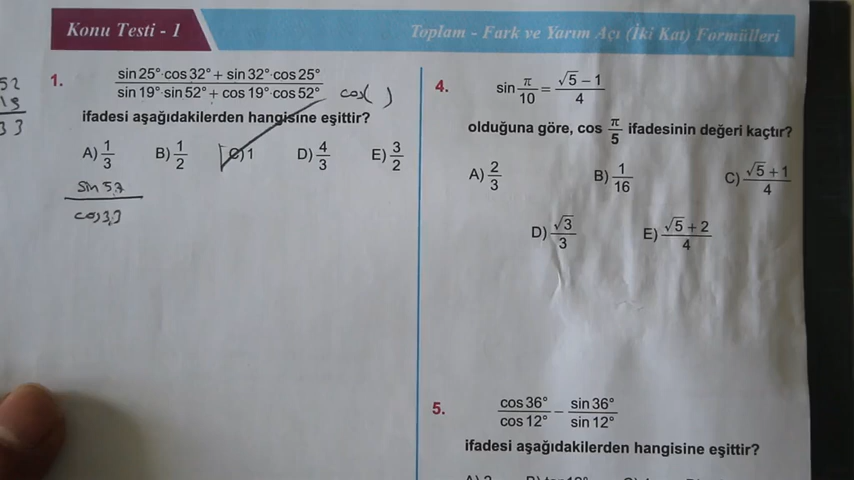 Konu Testi - 1
Toplam - Fark ve Yarım Açı (İki Kat) Formülleri
52
19
33
1.
sin 25° · cos 32° + sin 32° · cos 25°
sin 19° · sin 52° + cos 19° · cos 52°
cos( )
ifadesi aşağıdakilerden hangisine eşittir?
A) 1/3 B) 1/2 C) 1 D) 4/3 E) 3/2
sin 57
cos 33
4.
sin π/10 = √5 − 1 / 4
olduğuna göre, cos π/5 ifadesinin değeri kaçtır?
A) 2/3 B) 1/16 C) √5 + 1 / 4
D) √3/3 E) √5 + 2 / 4
5.
cos 36°/cos 12° − sin 36°/sin 12°
ifadesi aşağıdakilerden hangisine eşittir?